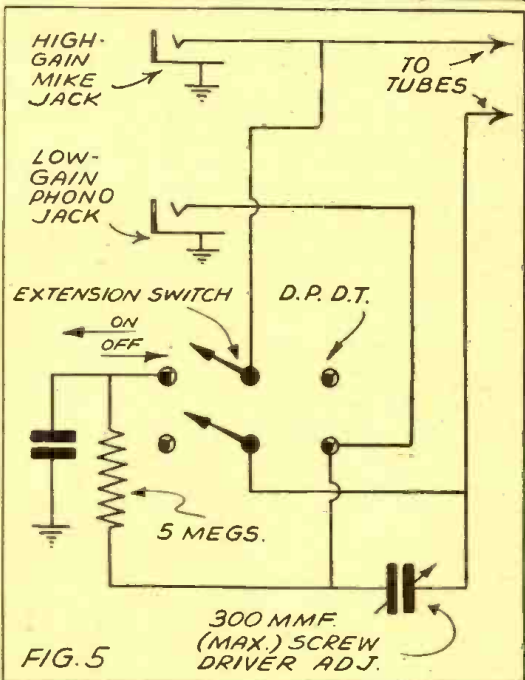 HIGH-
GAIN
MIKE
JACK
TO
TUBES
LOW-
GAIN
PHONO
JACK
EXTENSION SWITCH
D.P.D.T.
ON
OFF
5 MEGS.
300 MMF.
(MAX.) SCREW
DRIVER ADJ.
FIG. 5